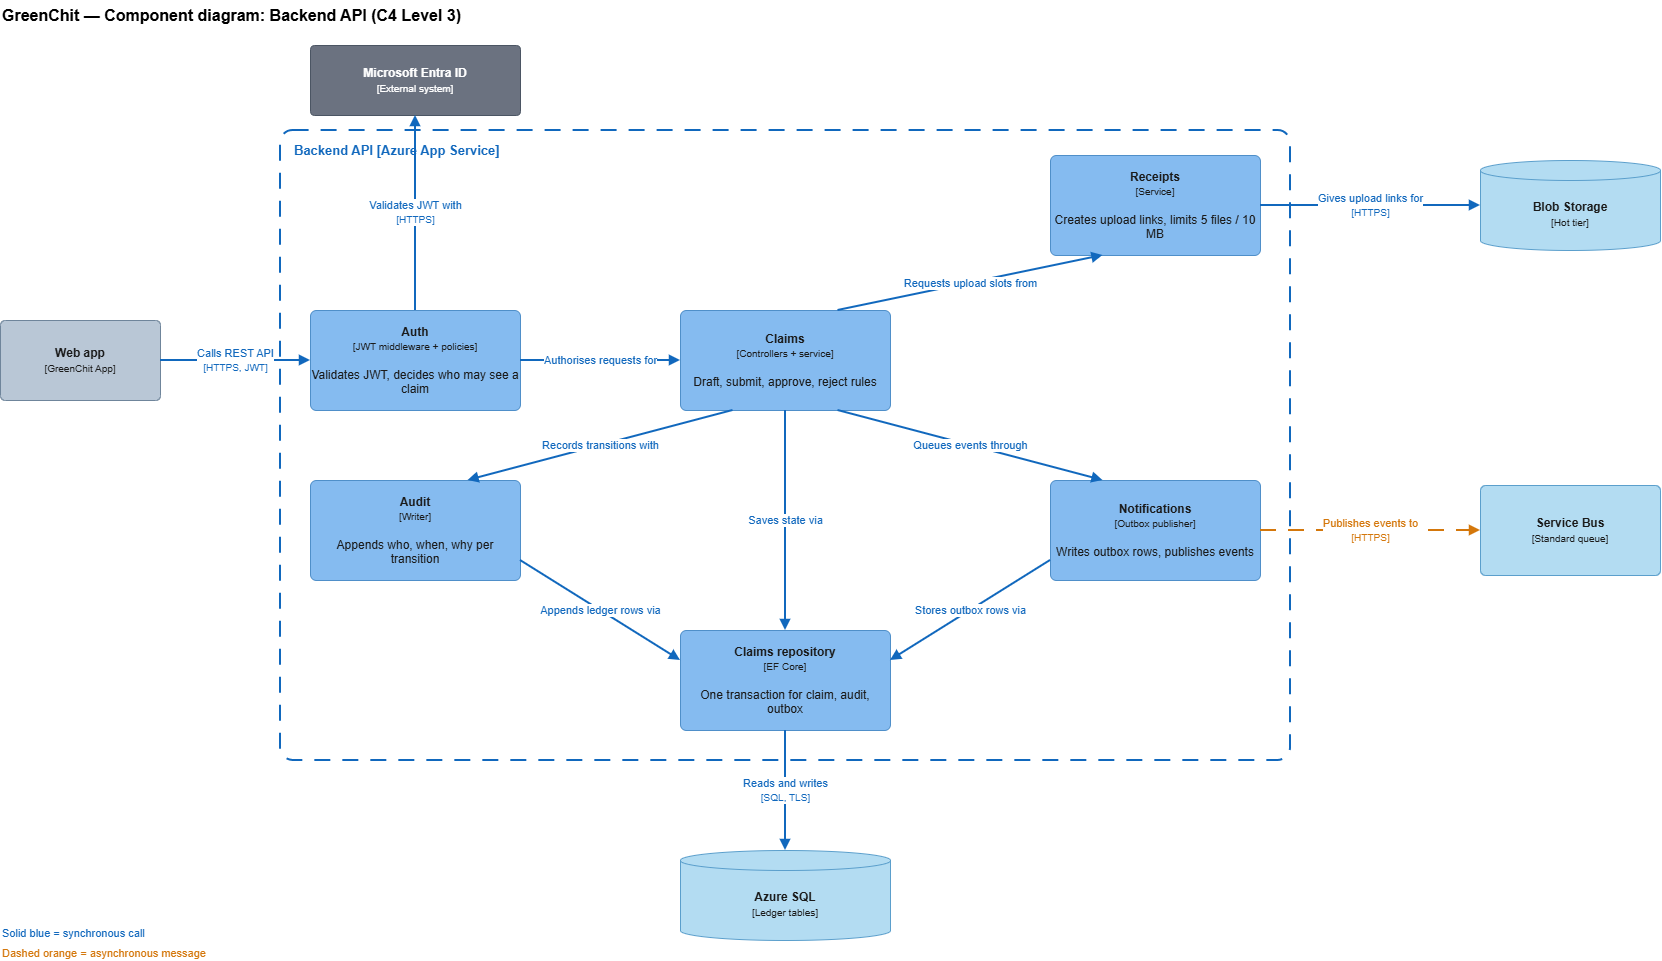 GreenChit — Component diagram: Backend API (C4 Level 3)
Microsoft Entra ID
[External system]
Backend API [Azure App Service]
Validates JWT with
[HTTPS]
Receipts
[Service]
Creates upload links, limits 5 files / 10
MB
Gives upload links for
[HTTPS]
Blob Storage
[Hot tier]
Requests upload slots from
Web app
[GreenChit App]
Calls REST API
[HTTPS, JWT]
Auth
[JWT middleware + policies]
Validates JWT, decides who may see a
claim
Authorises requests for
Claims
[Controllers + service]
Draft, submit, approve, reject rules
Records transitions with
Queues events through
Saves state via
Audit
[Writer]
Appends who, when, why per
transition
Notifications
[Outbox publisher]
Writes outbox rows, publishes events
Publishes events to
[HTTPS]
Service Bus
[Standard queue]
Appends ledger rows via
Stores outbox rows via
Claims repository
[EF Core]
One transaction for claim, audit,
outbox
Reads and writes
[SQL, TLS]
Azure SQL
[Ledger tables]
Solid blue = synchronous call
Dashed orange = asynchronous message